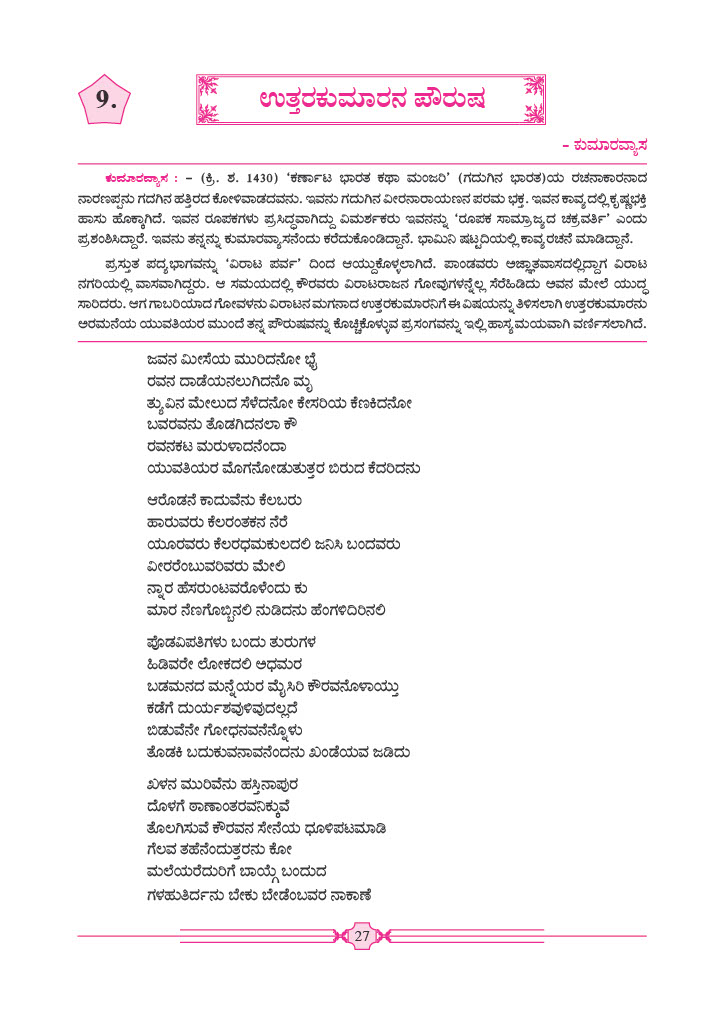 9.
ಉತ್ತರಕುಮಾರನ ಪೌರುಷ
– ಕುಮಾರವ್ಯಾಸ
ಕುಮಾರವ್ಯಾಸ : – (ಕ್ರಿ. ಶ. 1430) 'ಕರ್ಣಾಟ ಭಾರತ ಕಥಾ ಮಂಜರಿ' (ಗದುಗಿನ ಭಾರತ)ಯ ರಚನಾಕಾರನಾದ
ನಾರಣಪ್ಪನು ಗದಗಿನ ಹತ್ತಿರದ ಕೋಳಿವಾಡದವನು. ಇವನು ಗದುಗಿನ ವೀರನಾರಾಯಣನ ಪರಮ ಭಕ್ತ. ಇವನ ಕಾವ್ಯದಲ್ಲಿ ಕೃಷ್ಣಭಕ್ತಿ
ಹಾಸು ಹೊಕ್ಕಾಗಿದೆ. ಇವನ ರೂಪಕಗಳು ಪ್ರಸಿದ್ಧವಾಗಿದ್ದು ವಿಮರ್ಶಕರು ಇವನನ್ನು 'ರೂಪಕ ಸಾಮ್ರಾಜ್ಯದ ಚಕ್ರವರ್ತಿ' ಎಂದು
ಪ್ರಶಂತಿಸಿದ್ದಾರೆ. ಇವನು ತನ್ನನ್ನು ಕುಮಾರವ್ಯಾಸನೆಂದು ಕರೆದುಕೊಂಡಿದ್ದಾನೆ. ಭಾಮಿನಿ ಷಟ್ಪದಿಯಲ್ಲಿ ಕಾವ್ಯ ರಚನೆ ಮಾಡಿದ್ದಾನೆ.
ಪ್ರಸ್ತುತ ಪದ್ಯಭಾಗವನ್ನು 'ವಿರಾಟ ಪರ್ವ' ದಿಂದ ಆಯ್ದುಕೊಳ್ಳಲಾಗಿದೆ. ಪಾಂಡವರು ಅಜ್ಞಾತವಾಸದಲ್ಲಿದ್ದಾಗ ವಿರಾಟ
ನಗರಿಯಲ್ಲಿ ವಾಸವಾಗಿದ್ದರು. ಆ ಸಮಯದಲ್ಲಿ ಕೌರವರು ವಿರಾಟರಾಜನ ಗೋವುಗಳನ್ನೆಲ್ಲ ಸೆರೆಹಿಡಿದು ಅವನ ಮೇಲೆ ಯುದ್ಧ
ಸಾರಿದರು. ಆಗ ಗಾಬರಿಯಾದ ಗೋವಳನು ವಿರಾಟನ ಮಗನಾದ ಉತ್ತರಕುಮಾರನಿಗೆ ಈ ವಿಷಯನ್ನು ತಿಳಿಸಲಾಗಿ ಉತ್ತರಕುಮಾರನು
ಅರಮನೆಯ ಯುವತಿಯರ ಮುಂದೆ ತನ್ನ ಪೌರುಷವನ್ನು ಕೊಚ್ಚಿಕೊಳ್ಳುವ ಪ್ರಸಂಗವನ್ನು ಇಲ್ಲಿ ಹಾಸ್ಯಮಯವಾಗಿ ವರ್ಣಿಸಲಾಗಿದೆ.
ಜವನ ಮೀಸೆಯ ಮುರಿದನೋ ಭೈ
ರವನ ದಾಡೆಯನಲುಗಿದನೊ ಮೃ
ತ್ಯುವಿನ ಮೇಲುದ ಸೆಳೆದನೋ ಕೇಸರಿಯ ಕೆಣಕಿದನೋ
ಬವರವನು ತೊಡಗಿದನಲಾ ಕೌ
ರವನಕಟ ಮರುಳಾದನೆಂದಾ
ಯುವತಿಯರ ಮೊಗನೋಡುತುತ್ತರ ಬಿರುದ ಕೆದರಿದನು
ಆರೊಡನೆ ಕಾದುವೆನು ಕೆಲಬರು
ಹಾರುವರು ಕೆಲರಂತಕನ ನೆರೆ
ಯೂರವರು ಕೆಲರಧಮಕುಲದಲಿ ಜನಿಸಿ ಬಂದವರು
ವೀರರೆಂಬುವರಿವರು ಮೇಲಿ
ನ್ನಾರ ಹೆಸರುಂಟವರೊಳೆಂದು ಕು
ಮಾರ ನೆಣಗೊಬ್ಬಿನಲಿ ನುಡಿದನು ಹೆಂಗಳಿದಿರಿನಲಿ
ಪೊಡವಿಪತಿಗಳು ಬಂದು ತುರುಗಳ
ಹಿಡಿವರೇ ಲೋಕದಲಿ ಅಧಮರ
ಬಡಮನದ ಮನ್ನೆಯರ ಮೈಸಿರಿ ಕೌರವನೊಳಾಯ್ತು
ಕಡೆಗೆ ದುರ್ಯಶವುಳಿವುದಲ್ಲದೆ
ಬಿಡುವೆನೇ ಗೋಧನವನೆನ್ನೊಳು
ತೊಡಕಿ ಬದುಕುವನಾವನೆಂದನು ಖಂಡೆಯವ ಜಡಿದು
ಖಳನ ಮುರಿವೆನು ಹಸ್ತಿನಾಪುರ
ದೊಳಗೆ ಠಾಣಾಂತರವನಿಕ್ಕುವೆ
ತೊಲಗಿಸುವೆ ಕೌರವನ ಸೇನೆಯ ಧೂಳಿಪಟಮಾಡಿ
ಗೆಲವ ತಹೆನೆಂದುತ್ತರನು ಕೋ
ಮಲೆಯರೆದುರಿಗೆ ಬಾಯ್ಗೆ ಬಂದುದ
ಗಳಹುತಿರ್ದನು ಬೇಕು ಬೇಡೆಂಬವರ ನಾಕಾಣೆ
27